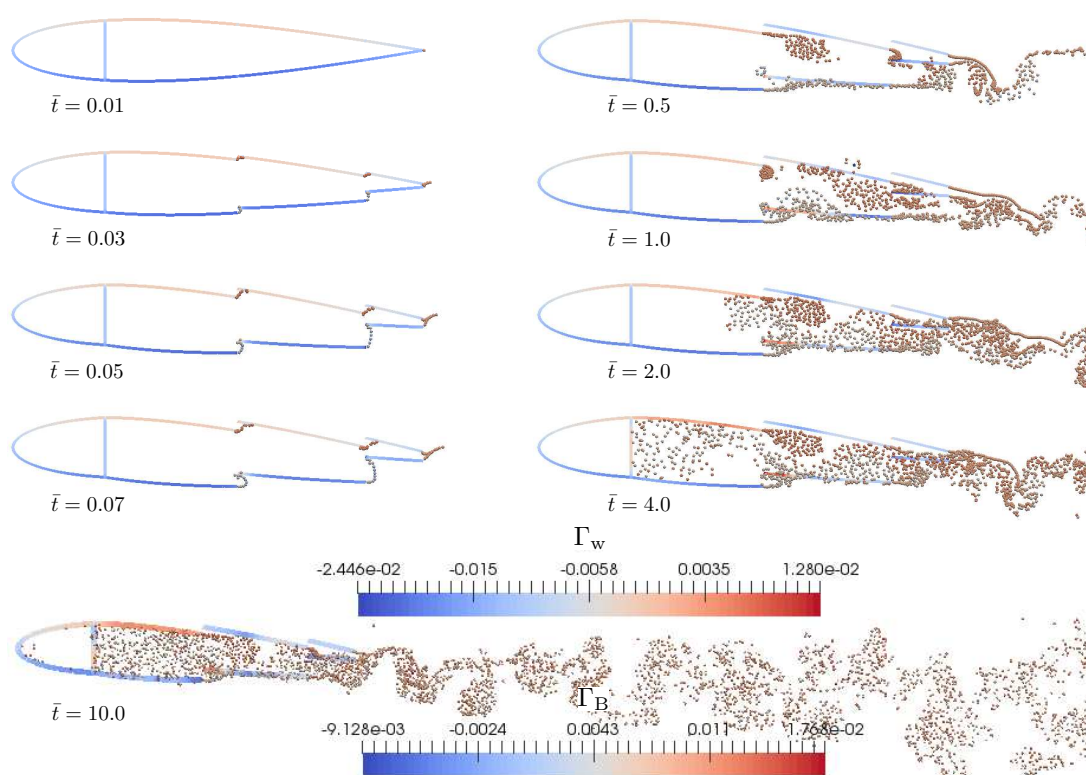 t̄ = 0.01
t̄ = 0.03
t̄ = 0.05
t̄ = 0.07
t̄ = 0.5
t̄ = 1.0
t̄ = 2.0
t̄ = 4.0
Γw
-2.446e-02 -0.015 -0.0058 0.0035 1.280e-02
t̄ = 10.0
ΓB
-9.128e-03 -0.0024 0.0043 0.011 1.768e-02